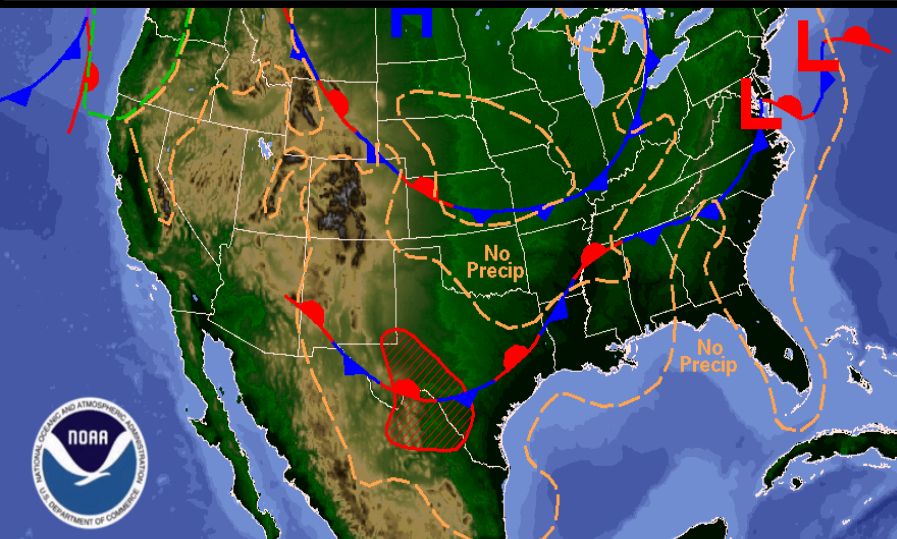 H
L
L
No
Precip
No
Precip
NATIONAL OCEANIC AND ATMOSPHERIC ADMINISTRATION
NOAA
U.S. DEPARTMENT OF COMMERCE